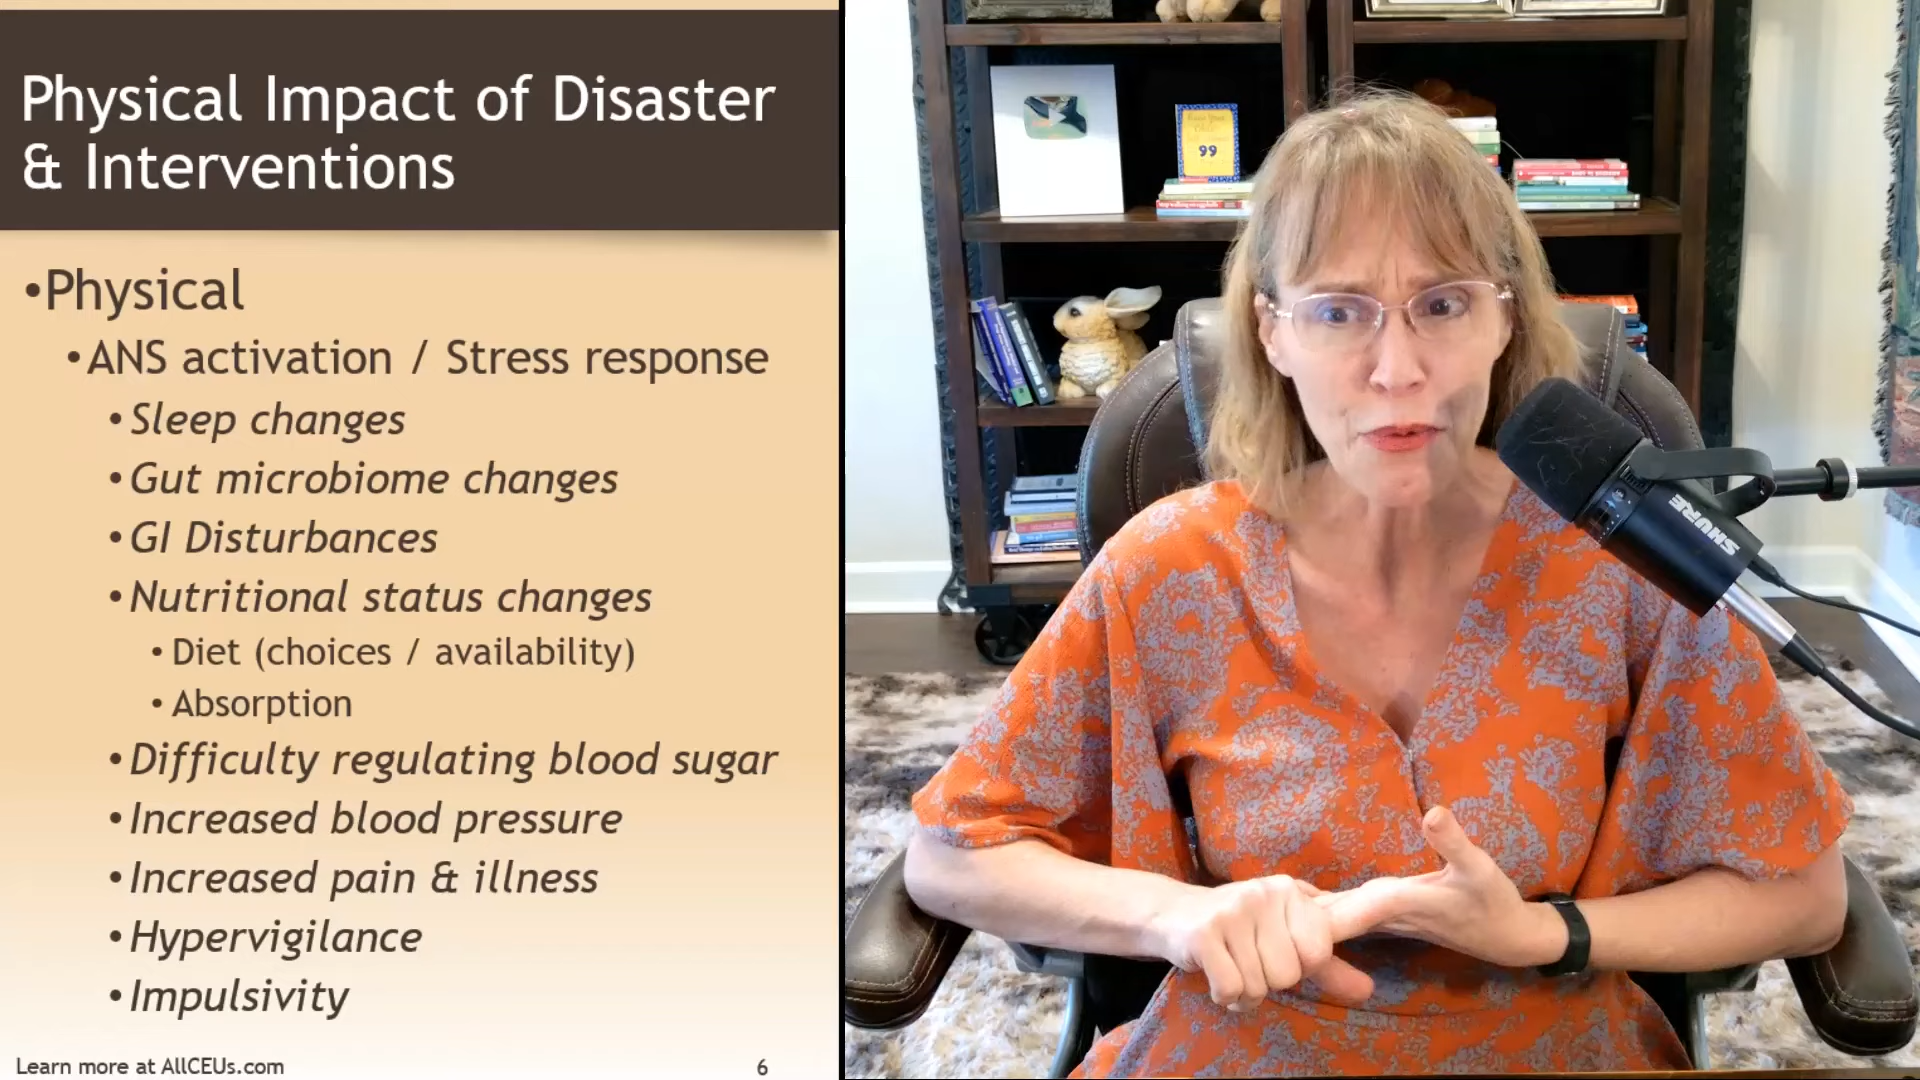 Physical Impact of Disaster
& Interventions
•Physical
•ANS activation / Stress response
•Sleep changes
•Gut microbiome changes
•GI Disturbances
•Nutritional status changes
•Diet (choices / availability)
•Absorption
•Difficulty regulating blood sugar
•Increased blood pressure
•Increased pain & illness
•Hypervigilance
•Impulsivity
Learn more at AllCEUs.com
6
99
SHURE